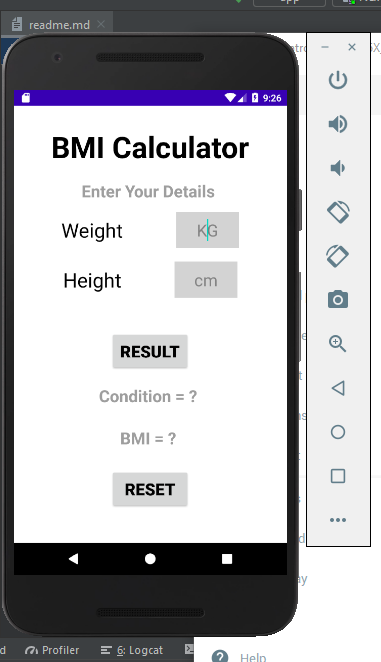 app
readme.md
9:26
BMI Calculator
Enter Your Details
Weight KG
Height cm
RESULT
Condition = ?
BMI = ?
RESET
Profiler 6: Logcat
Help